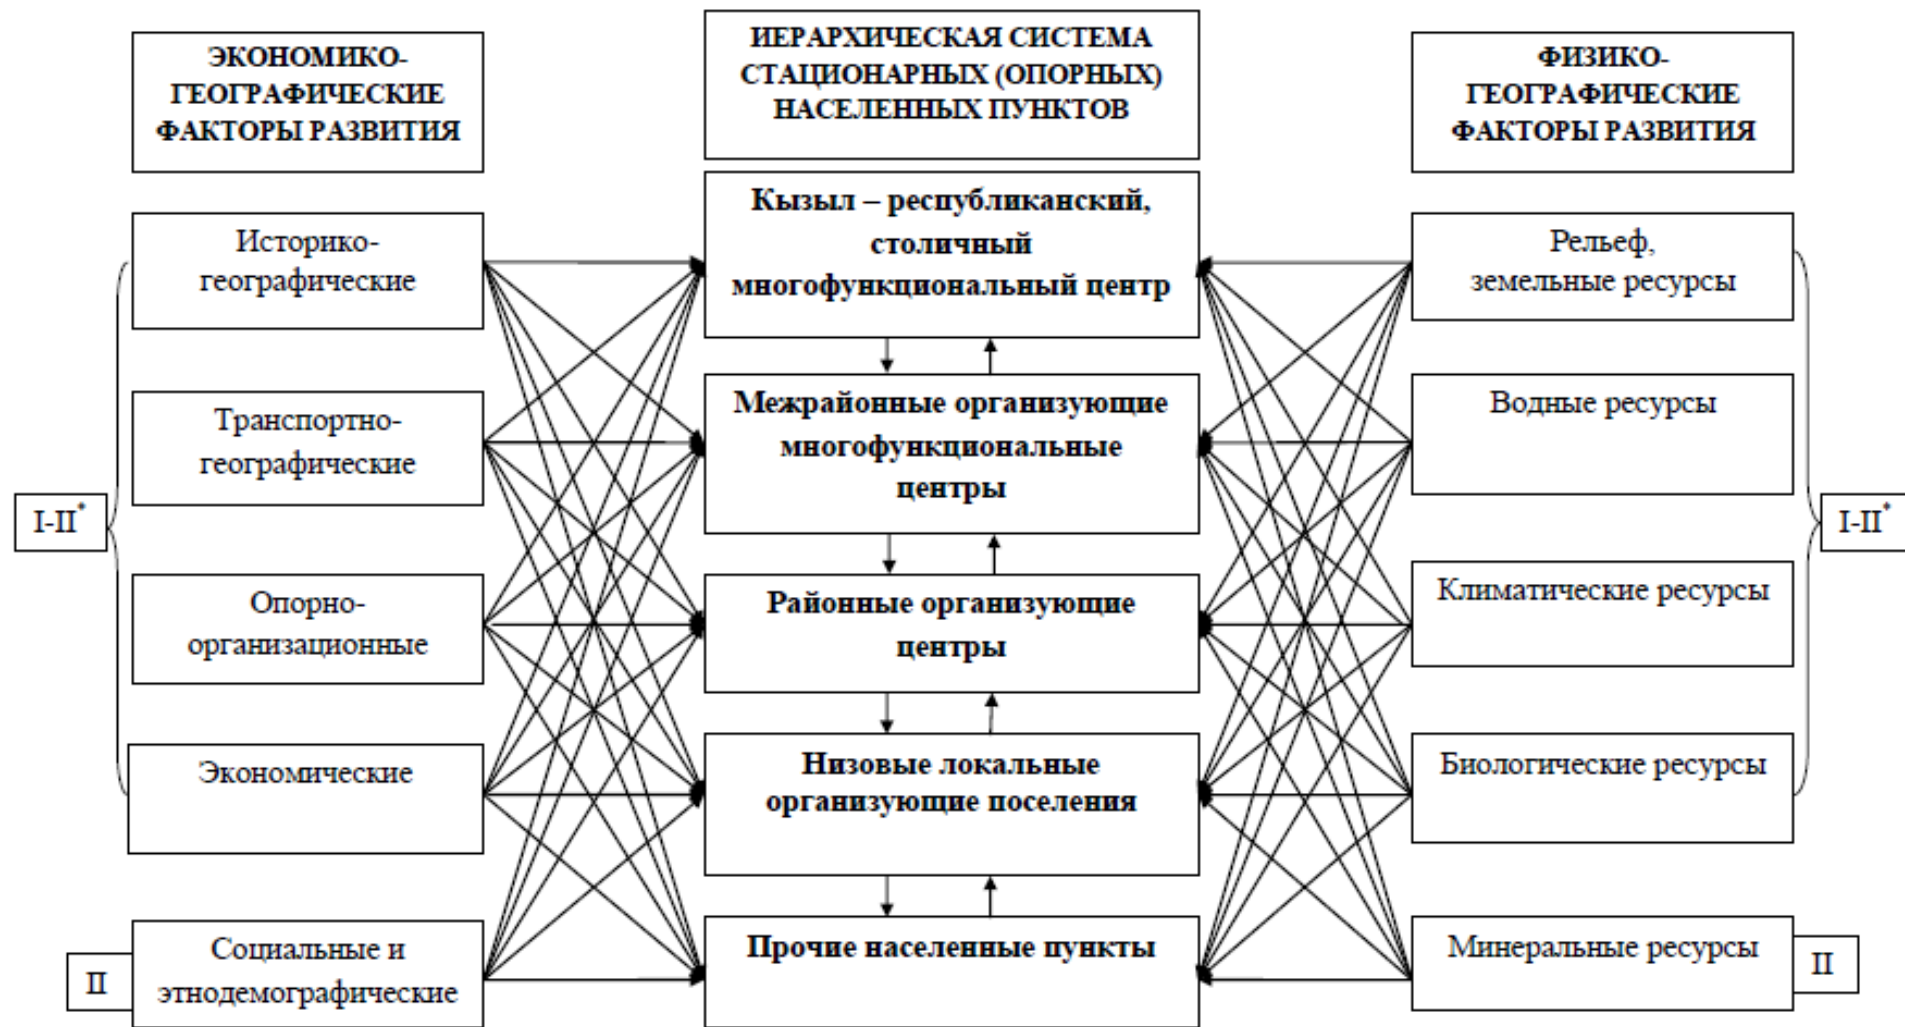 ЭКОНОМИКО-
ГЕОГРАФИЧЕСКИЕ
ФАКТОРЫ РАЗВИТИЯ
ИЕРАРХИЧЕСКАЯ СИСТЕМА
СТАЦИОНАРНЫХ (ОПОРНЫХ)
НАСЕЛЕННЫХ ПУНКТОВ
ФИЗИКО-
ГЕОГРАФИЧЕСКИЕ
ФАКТОРЫ РАЗВИТИЯ
Историко-
географические
Кызыл – республиканский,
столичный
многофункциональный центр
Рельеф,
земельные ресурсы
Транспортно-
географические
Межрайонные организующие
многофункциональные
центры
Водные ресурсы
I-II*
I-II*
Опорно-
организационные
Районные организующие
центры
Климатические ресурсы
Экономические
Низовые локальные
организующие поселения
Биологические ресурсы
II
Социальные и
этнодемографические
Прочие населенные пункты
Минеральные ресурсы
II